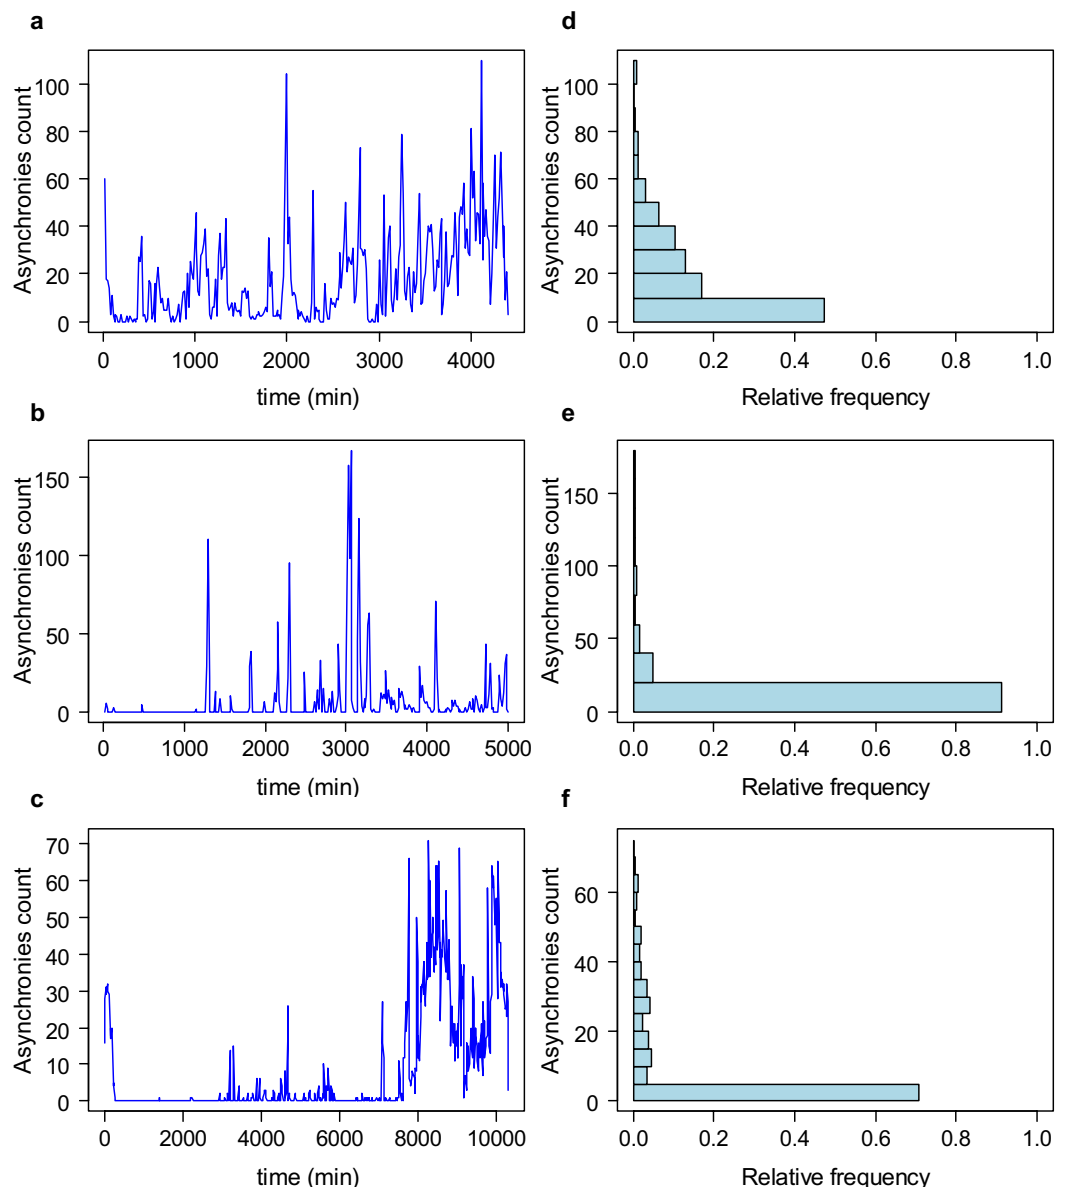 a
Asynchronies count
100
80
60
40
20
0
0 1000 2000 3000 4000
time (min)
d
Asynchronies count
100
80
60
40
20
0
0.0 0.2 0.4 0.6 0.8 1.0
Relative frequency
b
Asynchronies count
150
100
50
0
0 1000 2000 3000 4000 5000
time (min)
e
Asynchronies count
150
100
50
0
0.0 0.2 0.4 0.6 0.8 1.0
Relative frequency
c
Asynchronies count
70
60
50
40
30
20
10
0
0 2000 4000 6000 8000 10000
time (min)
f
Asynchronies count
60
40
20
0
0.0 0.2 0.4 0.6 0.8 1.0
Relative frequency